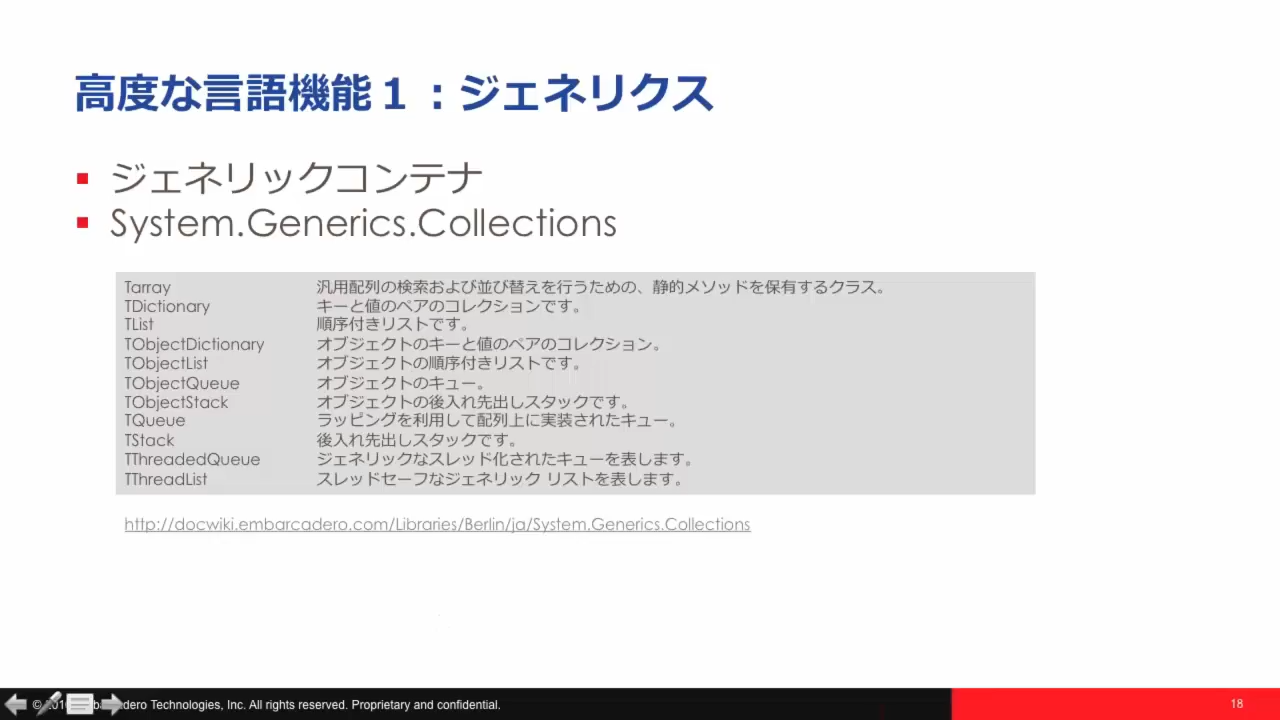 高度な言語機能１：ジェネリクス
ジェネリックコンテナ
System.Generics.Collections
Tarray 汎用配列の検索および並び替えを行うための、静的メソッドを保有するクラス。
TDictionary キーと値のペアのコレクションです。
TList 順序付きリストです。
TObjectDictionary オブジェクトのキーと値のペアのコレクション。
TObjectList オブジェクトの順序付きリストです。
TObjectQueue オブジェクトのキュー。
TObjectStack オブジェクトの後入れ先出しスタックです。
TQueue ラッピングを利用して配列上に実装されたキュー。
TStack 後入れ先出しスタックです。
TThreadedQueue ジェネリックなスレッド化されたキューを表します。
TThreadList スレッドセーフなジェネリック リストを表します。
http://docwiki.embarcadero.com/Libraries/Berlin/ja/System.Generics.Collections
© Technologies, Inc. All rights reserved. Proprietary and confidential.
18